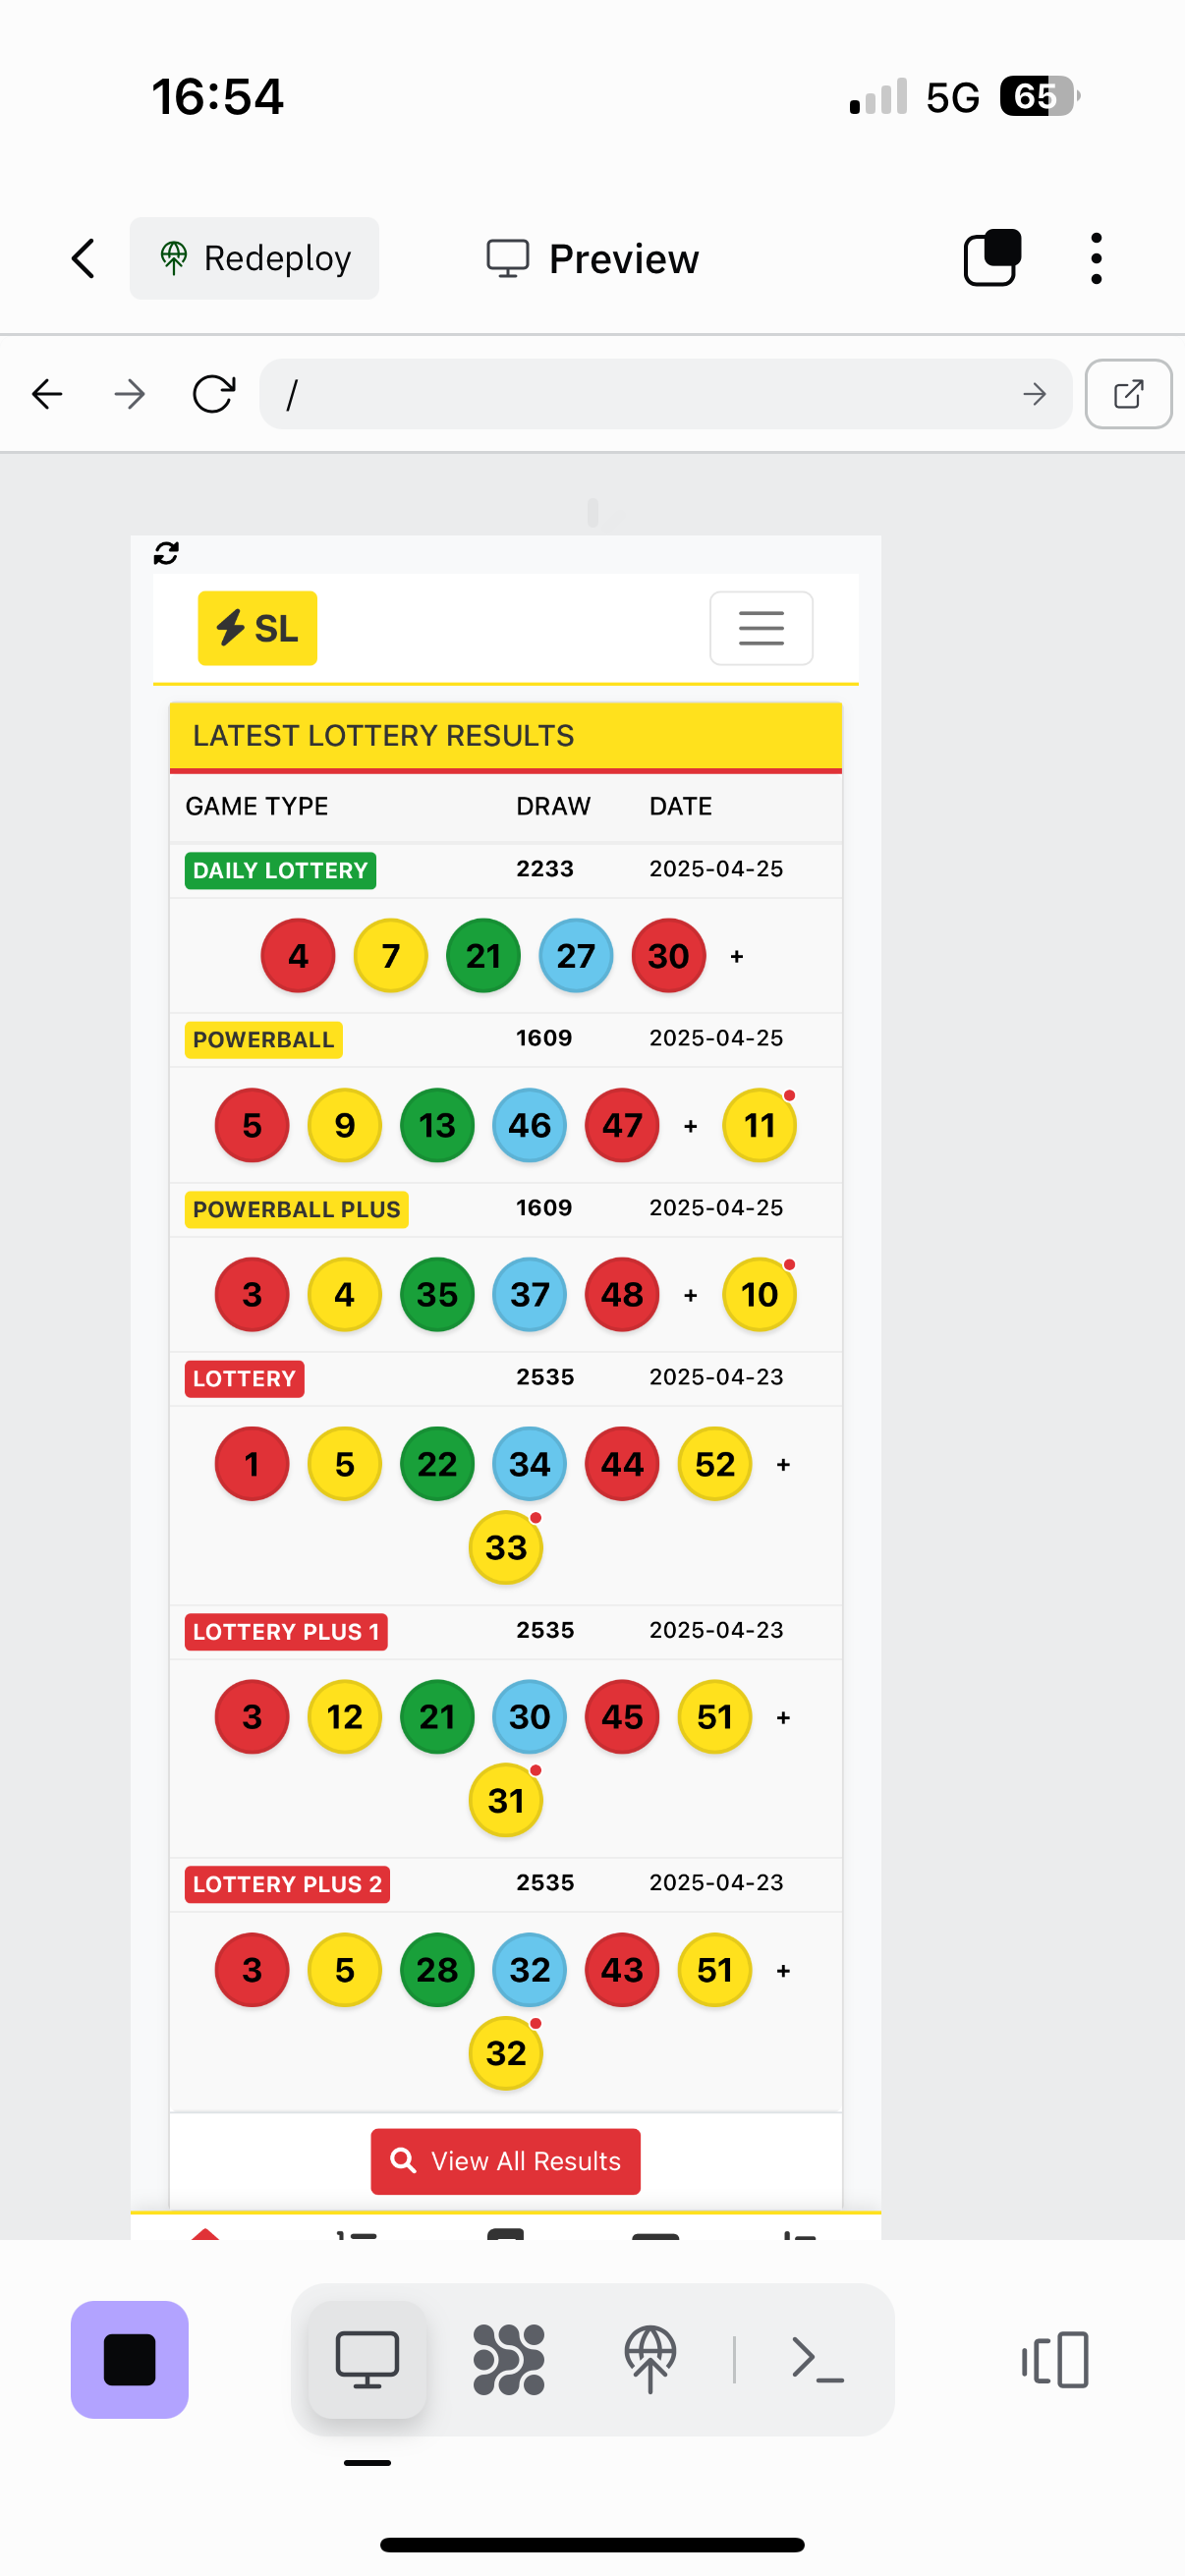 16:54
5G 65
Redeploy
Preview
/
SL
LATEST LOTTERY RESULTS
GAME TYPE DRAW DATE
DAILY LOTTERY 2233 2025-04-25
4 7 21 27 30 +
POWERBALL 1609 2025-04-25
5 9 13 46 47 + 11
POWERBALL PLUS 1609 2025-04-25
3 4 35 37 48 + 10
LOTTERY 2535 2025-04-23
1 5 22 34 44 52 +
33
LOTTERY PLUS 1 2535 2025-04-23
3 12 21 30 45 51 +
31
LOTTERY PLUS 2 2535 2025-04-23
3 5 28 32 43 51 +
32
View All Results